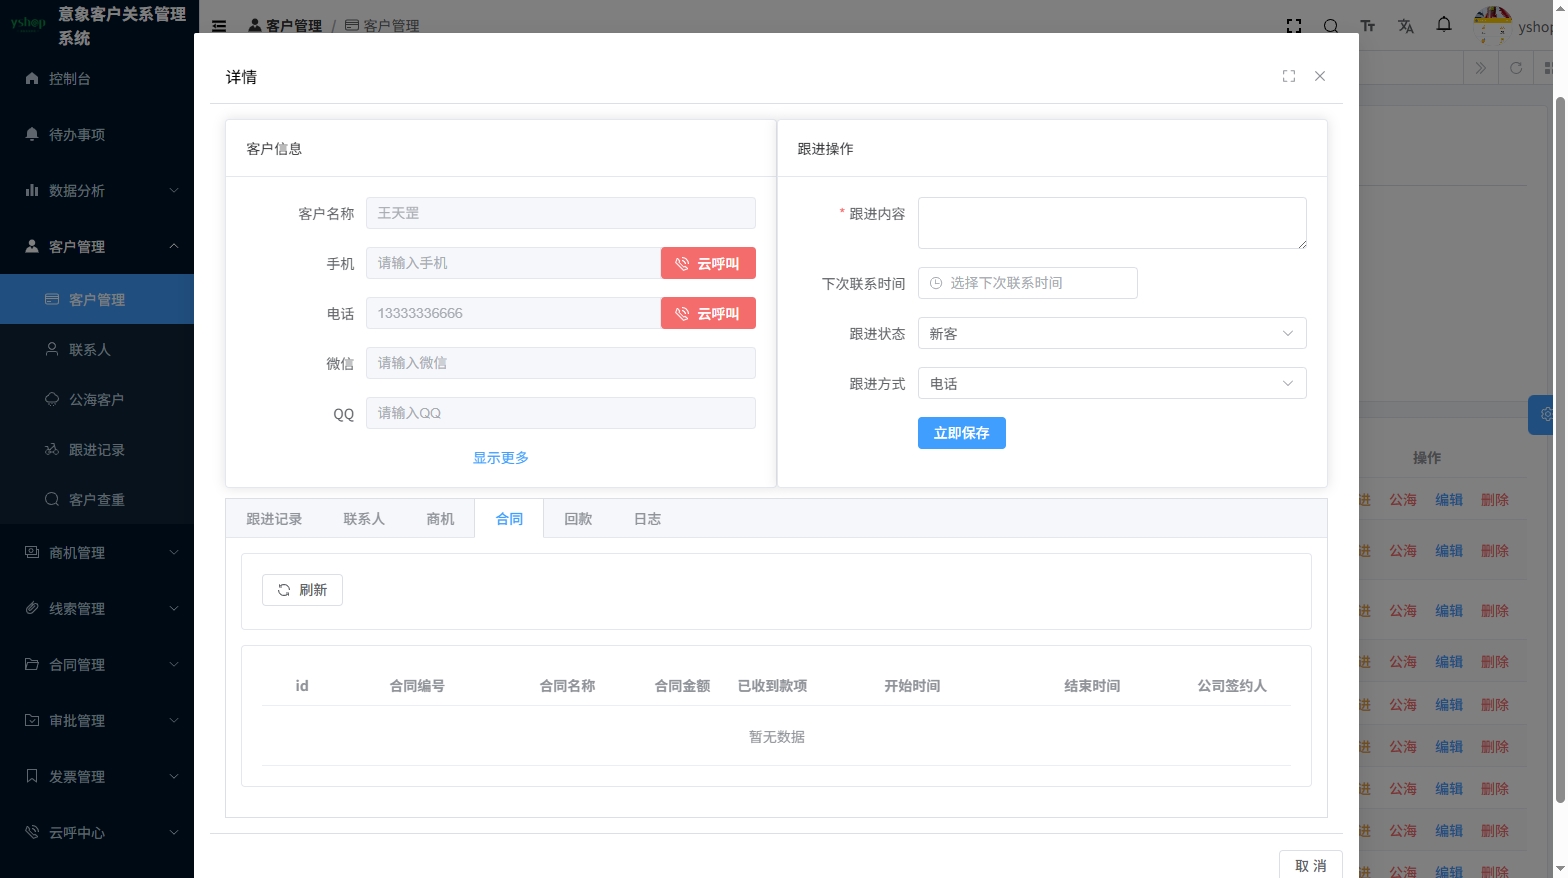 yshop
意象客户关系管理
系统
客户管理 / 客户管理
yshop
控制台
待办事项
数据分析
客户管理
客户管理
联系人
公海客户
跟进记录
客户查重
商机管理
线索管理
合同管理
审批管理
发票管理
云呼中心
详情
客户信息
客户名称 王天罡
手机 请输入手机 云呼叫
电话 13333336666 云呼叫
微信 请输入微信
QQ 请输入QQ
显示更多
跟进操作
* 跟进内容
下次联系时间 选择下次联系时间
跟进状态 新客
跟进方式 电话
立即保存
跟进记录 联系人 商机 合同 回款 日志
刷新
id 合同编号 合同名称 合同金额 已收到款项 开始时间 结束时间 公司签约人
暂无数据
取 消
操作
进 公海 编辑 删除
进 公海 编辑 删除
进 公海 编辑 删除
进 公海 编辑 删除
进 公海 编辑 删除
进 公海 编辑 删除
进 公海 编辑 删除
进 公海 编辑 删除
进 公海 编辑 删除